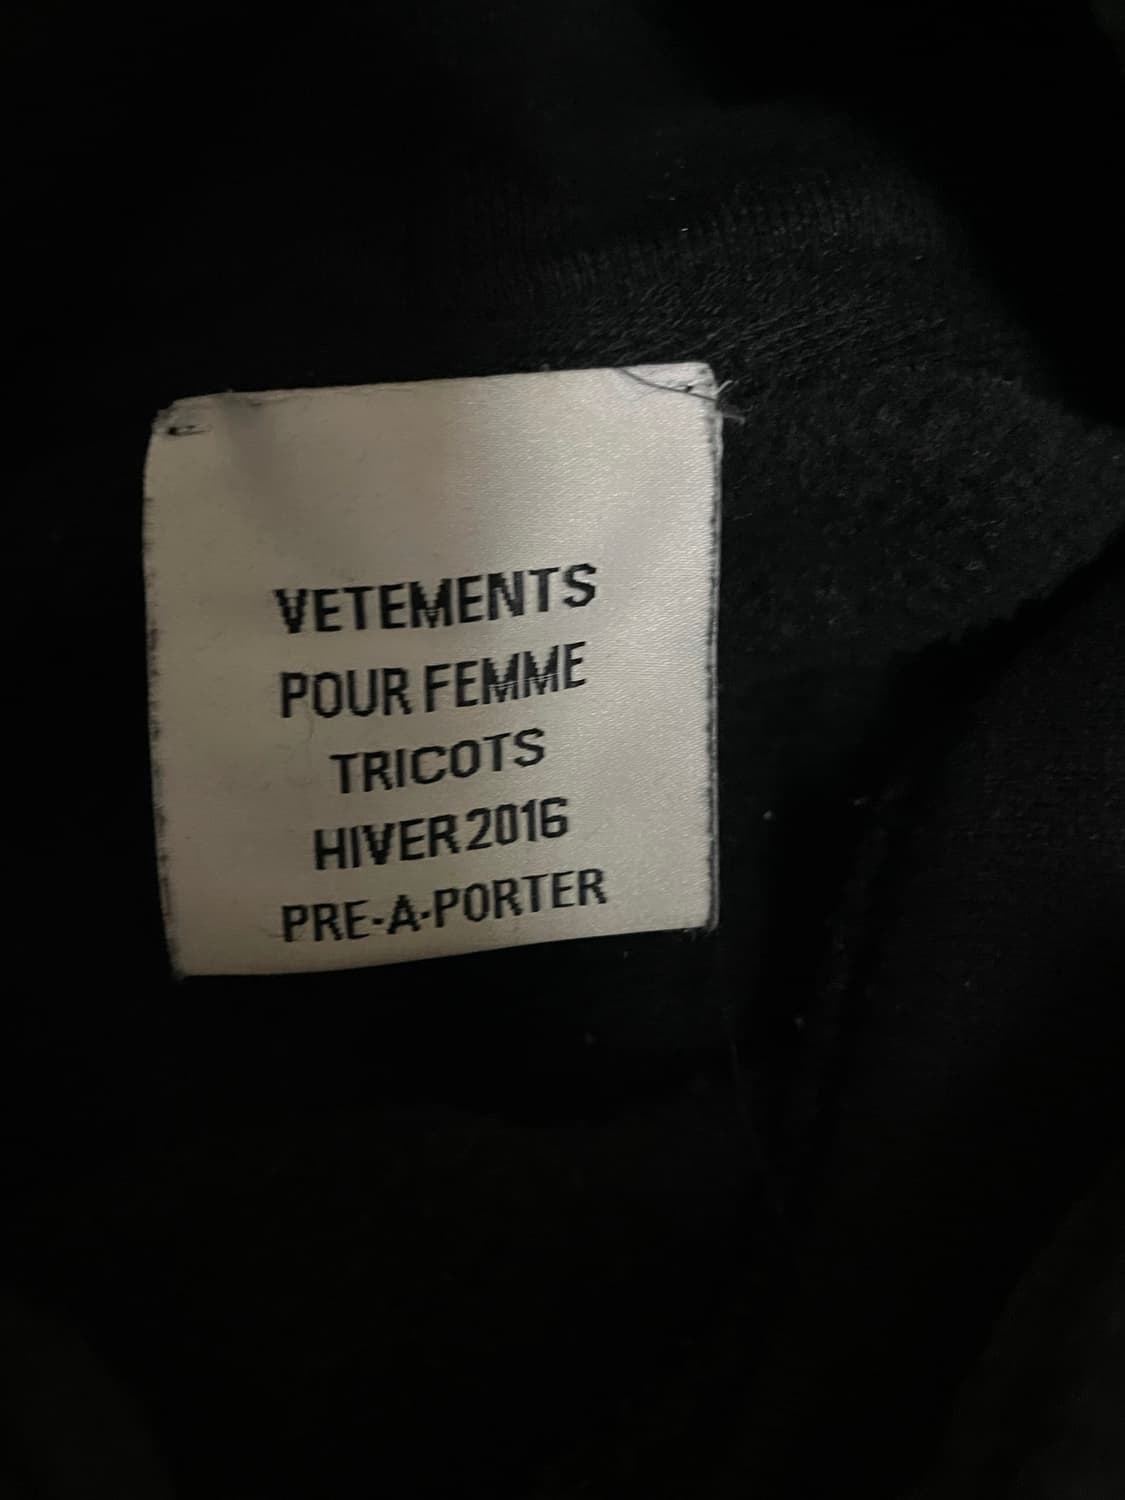 VETEMENTS
POUR FEMME
TRICOTS
HIVER 2016
PRE-A-PORTER